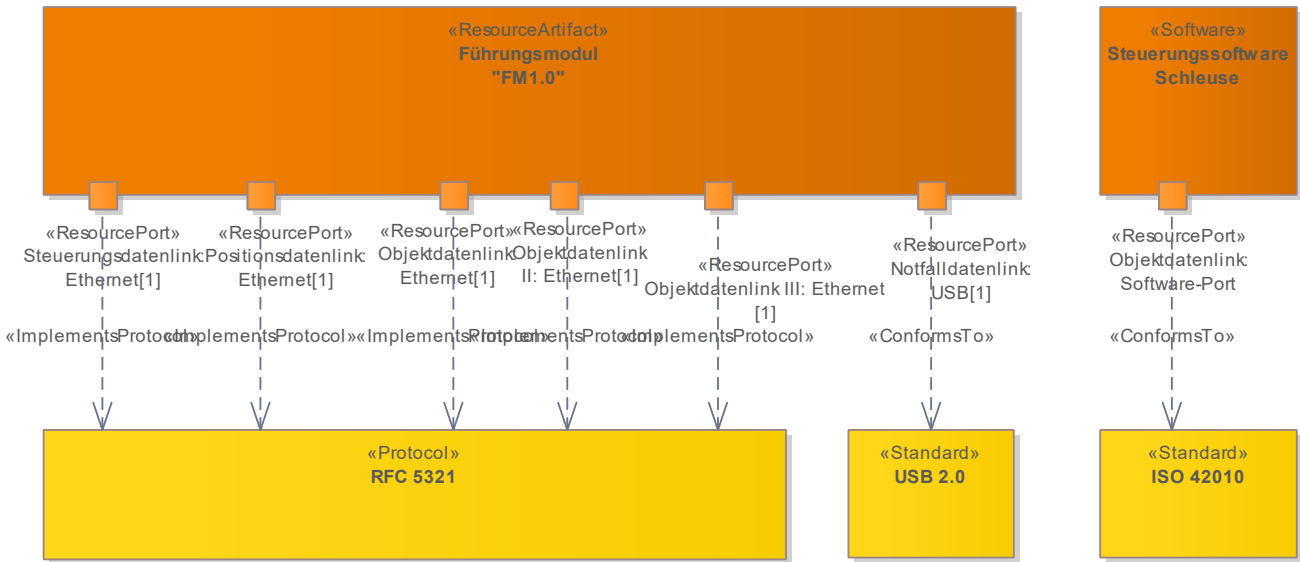 «ResourceArtifact»
Führungsmodul
"FM1.0"
«Software»
Steuerungssoftware
Schleuse
«ResourcePort»
Steuerungsdatenlink:
Ethernet[1]
«ResourcePort»
Positionsdatenlink:
Ethernet[1]
«ResourcePort»
Objektdatenlink:
Ethernet[1]
«ResourcePort»
Objektdatenlink
II: Ethernet[1]
«ResourcePort»
Objektdatenlink III: Ethernet
[1]
«ResourcePort»
Notfalldatenlink:
USB[1]
«ResourcePort»
Objektdatenlink:
Software-Port
«ImplementsProtocol»
«ImplementsProtocol»
«ImplementsProtocol»
«ImplementsProtocol»
«ImplementsProtocol»
«ConformsTo»
«ConformsTo»
«Protocol»
RFC 5321
«Standard»
USB 2.0
«Standard»
ISO 42010